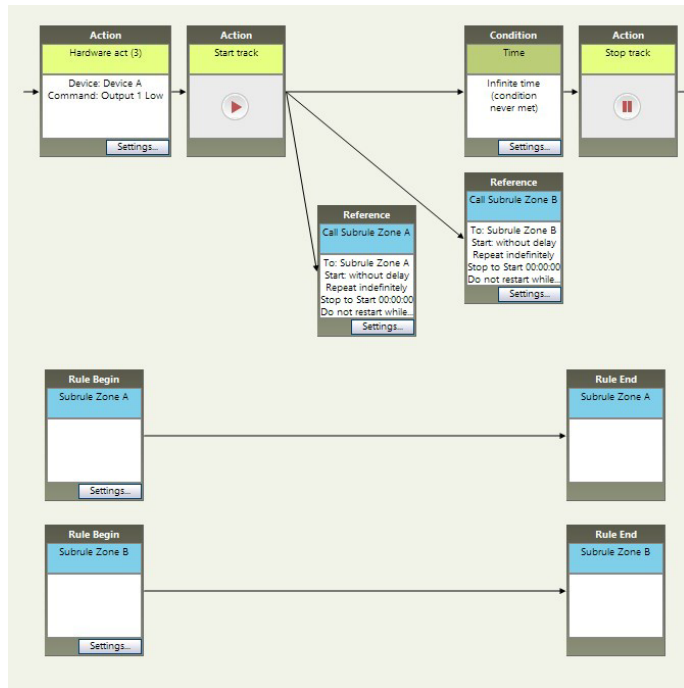 Action
Hardware act (3)
Device: Device A
Command: Output 1 Low
Settings...
Action
Start track
Condition
Time
Infinite time
(condition
never met)
Settings...
Action
Stop track
Reference
Call Subrule Zone A
To: Subrule Zone A
Start: without delay
Repeat indefinitely
Stop to Start 00:00:00
Do not restart while...
Settings...
Reference
Call Subrule Zone B
To: Subrule Zone B
Start: without delay
Repeat indefinitely
Stop to Start 00:00:00
Do not restart while...
Settings...
Rule Begin
Subrule Zone A
Settings...
Rule End
Subrule Zone A
Rule Begin
Subrule Zone B
Settings...
Rule End
Subrule Zone B